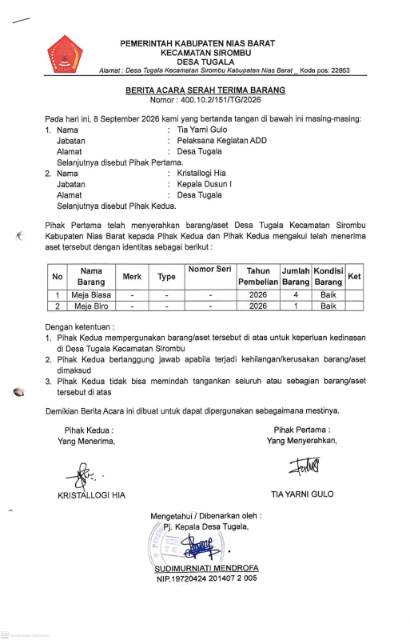 PEMERINTAH KABUPATEN NIAS BARAT
KECAMATAN SIROMBU
DESA TUGALA
Alamat : Desa Tugala Kecamatan Sirombu Kabupaten Nias Barat _ Kode pos: 22863
BERITA ACARA SERAH TERIMA BARANG
Nomor : 400.10.2/151/TG/2026
Pada hari ini, 8 September 2026 kami yang bertanda tangan di bawah ini masing-masing:
1. Nama : Tia Yarni Gulo
Jabatan : Pelaksana Kegiatan ADD
Alamat : Desa Tugala
Selanjutnya disebut Pihak Pertama.
2. Nama : Kristallogi Hia
Jabatan : Kepala Dusun I
Alamat : Desa Tugala
Selanjutnya disebut Pihak Kedua.
Pihak Pertama telah menyerahkan barang/aset Desa Tugala Kecamatan Sirombu
Kabupaten Nias Barat kepada Pihak Kedua dan Pihak Kedua mengakui telah menerima
aset tersebut dengan identitas sebagai berikut :
No Nama Barang Merk Type Nomor Seri Tahun Pembelian Jumlah Barang Kondisi Barang Ket
1 Meja Biasa - - - 2026 4 Baik
2 Meja Biro - - - 2026 1 Baik
Dengan ketentuan :
1. Pihak Kedua mempergunakan barang/aset tersebut di atas untuk keperluan kedinasan
di Desa Tugala Kecamatan Sirombu
2. Pihak Kedua bertanggung jawab apabila terjadi kehilangan/kerusakan barang/aset
dimaksud
3. Pihak Kedua tidak bisa memindah tangankan seluruh atau sebagian barang/aset
tersebut di atas
Demikian Berita Acara ini dibuat untuk dapat dipergunakan sebagaimana mestinya.
Pihak Kedua : Pihak Pertama :
Yang Menerima, Yang Menyerahkan,
KRISTALLOGI HIA TIA YARNI GULO
Mengetahui / Dibenarkan oleh :
Pj. Kepala Desa Tugala,
SUDIMURNIATI MENDROFA
NIP.19720424 201407 2 005